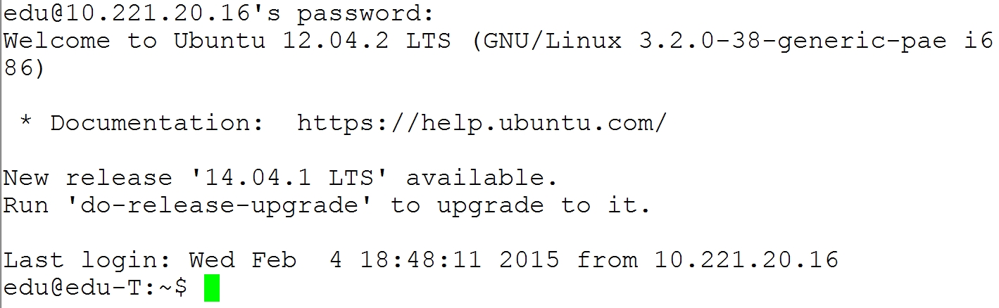 edu@10.221.20.16's password:
Welcome to Ubuntu 12.04.2 LTS (GNU/Linux 3.2.0-38-generic-pae i6
86)
* Documentation:  https://help.ubuntu.com/
New release '14.04.1 LTS' available.
Run 'do-release-upgrade' to upgrade to it.
Last login: Wed Feb  4 18:48:11 2015 from 10.221.20.16
edu@edu-T:~$